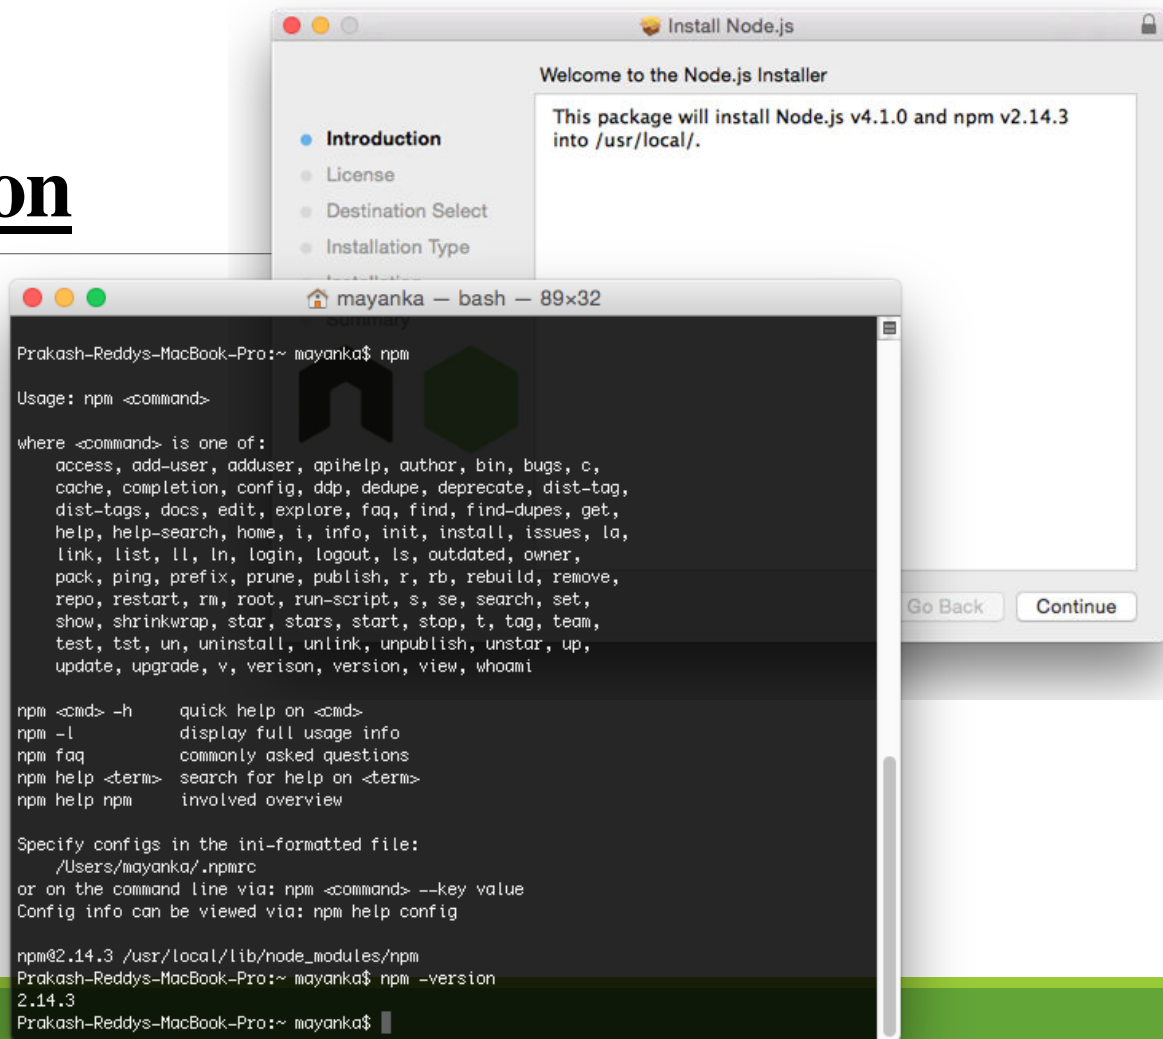 on
Install Node.js
Welcome to the Node.js Installer
This package will install Node.js v4.1.0 and npm v2.14.3
into /usr/local/.
Introduction
License
Destination Select
Installation Type
Installation
Summary
Go Back
Continue
mayanka — bash — 89×32
Prakash-Reddys-MacBook-Pro:~ mayanka$ npm
Usage: npm <command>
where <command> is one of:
access, add-user, adduser, apihelp, author, bin, bugs, c,
cache, completion, config, ddp, dedupe, deprecate, dist-tag,
dist-tags, docs, edit, explore, faq, find, find-dupes, get,
help, help-search, home, i, info, init, install, issues, la,
link, list, ll, ln, login, logout, ls, outdated, owner,
pack, ping, prefix, prune, publish, r, rb, rebuild, remove,
repo, restart, rm, root, run-script, s, se, search, set,
show, shrinkwrap, star, stars, start, stop, t, tag, team,
test, tst, un, uninstall, unlink, unpublish, unstar, up,
update, upgrade, v, verison, version, view, whoami
npm <cmd> -h quick help on <cmd>
npm -l display full usage info
npm faq commonly asked questions
npm help <term> search for help on <term>
npm help npm involved overview
Specify configs in the ini-formatted file:
/Users/mayanka/.npmrc
or on the command line via: npm <command> --key value
Config info can be viewed via: npm help config
npm@2.14.3 /usr/local/lib/node_modules/npm
Prakash-Reddys-MacBook-Pro:~ mayanka$ npm -version
2.14.3
Prakash-Reddys-MacBook-Pro:~ mayanka$